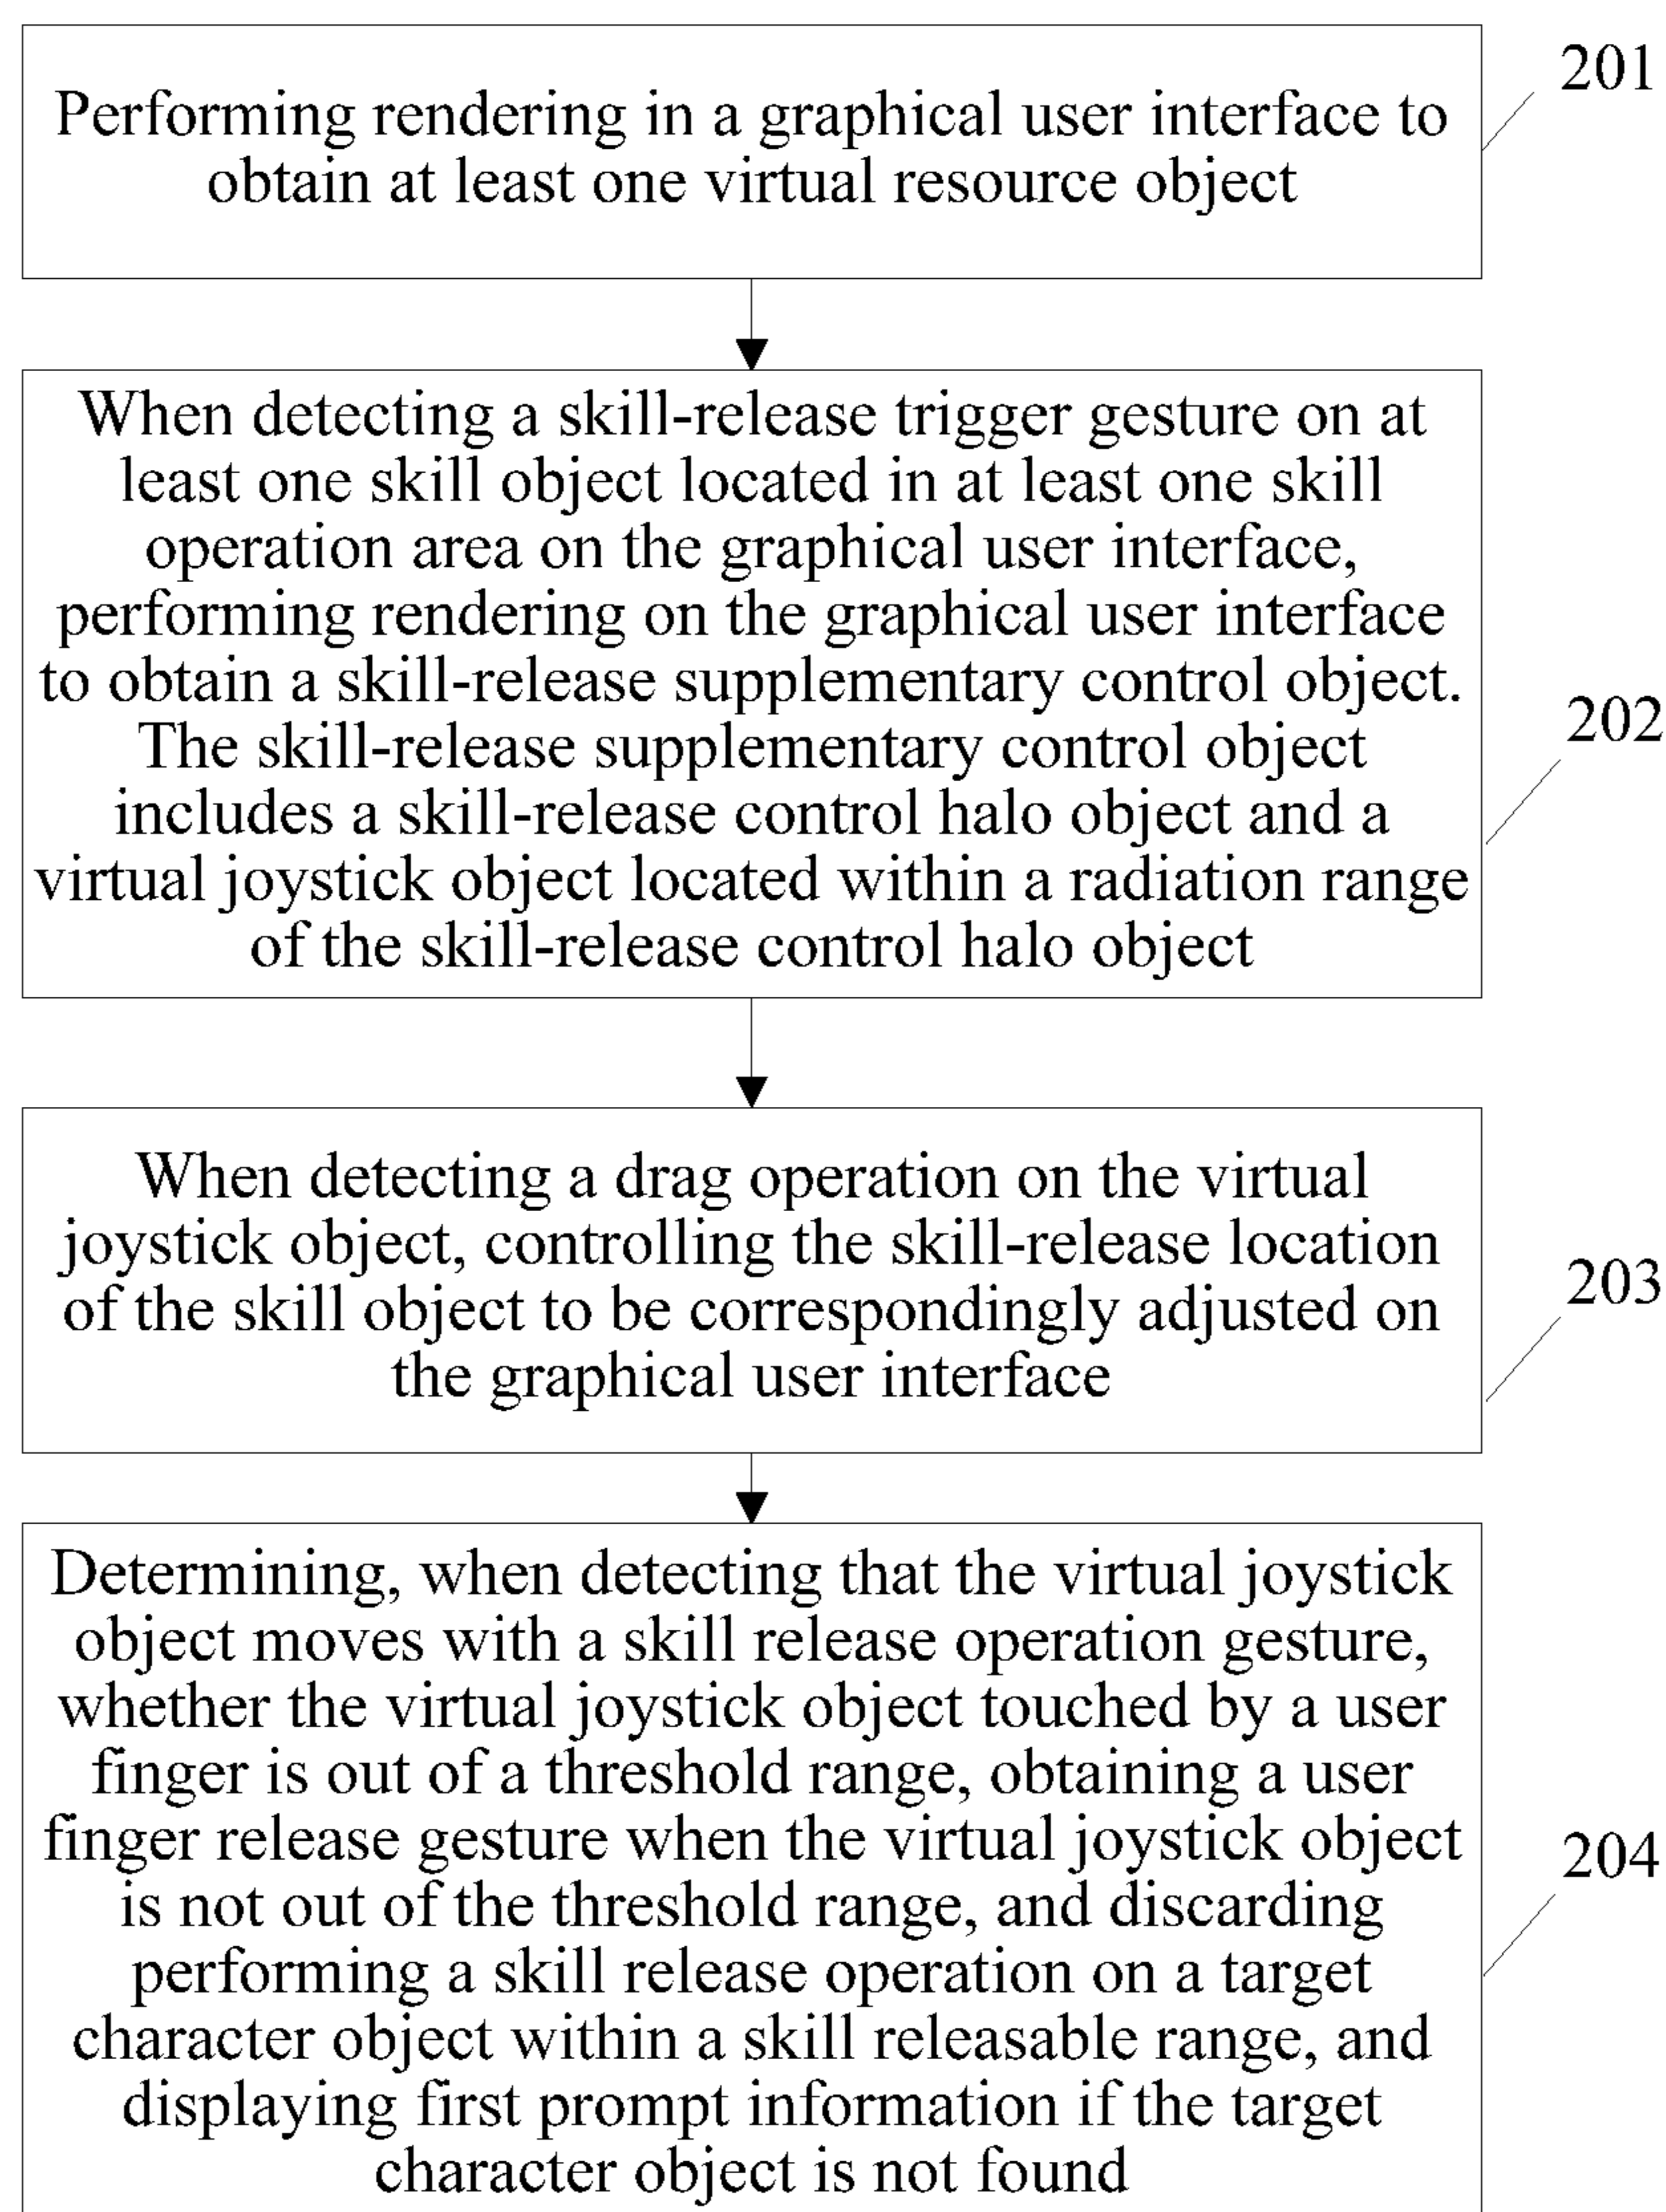 Performing rendering in a graphical user interface to
obtain at least one virtual resource object
201
When detecting a skill-release trigger gesture on at
least one skill object located in at least one skill
operation area on the graphical user interface,
performing rendering on the graphical user interface
to obtain a skill-release supplementary control object.
The skill-release supplementary control object
includes a skill-release control halo object and a
virtual joystick object located within a radiation range
of the skill-release control halo object
202
When detecting a drag operation on the virtual
joystick object, controlling the skill-release location
of the skill object to be correspondingly adjusted on
the graphical user interface
203
Determining, when detecting that the virtual joystick
object moves with a skill release operation gesture,
whether the virtual joystick object touched by a user
finger is out of a threshold range, obtaining a user
finger release gesture when the virtual joystick object
is not out of the threshold range, and discarding
performing a skill release operation on a target
character object within a skill releasable range, and
displaying first prompt information if the target
character object is not found
204